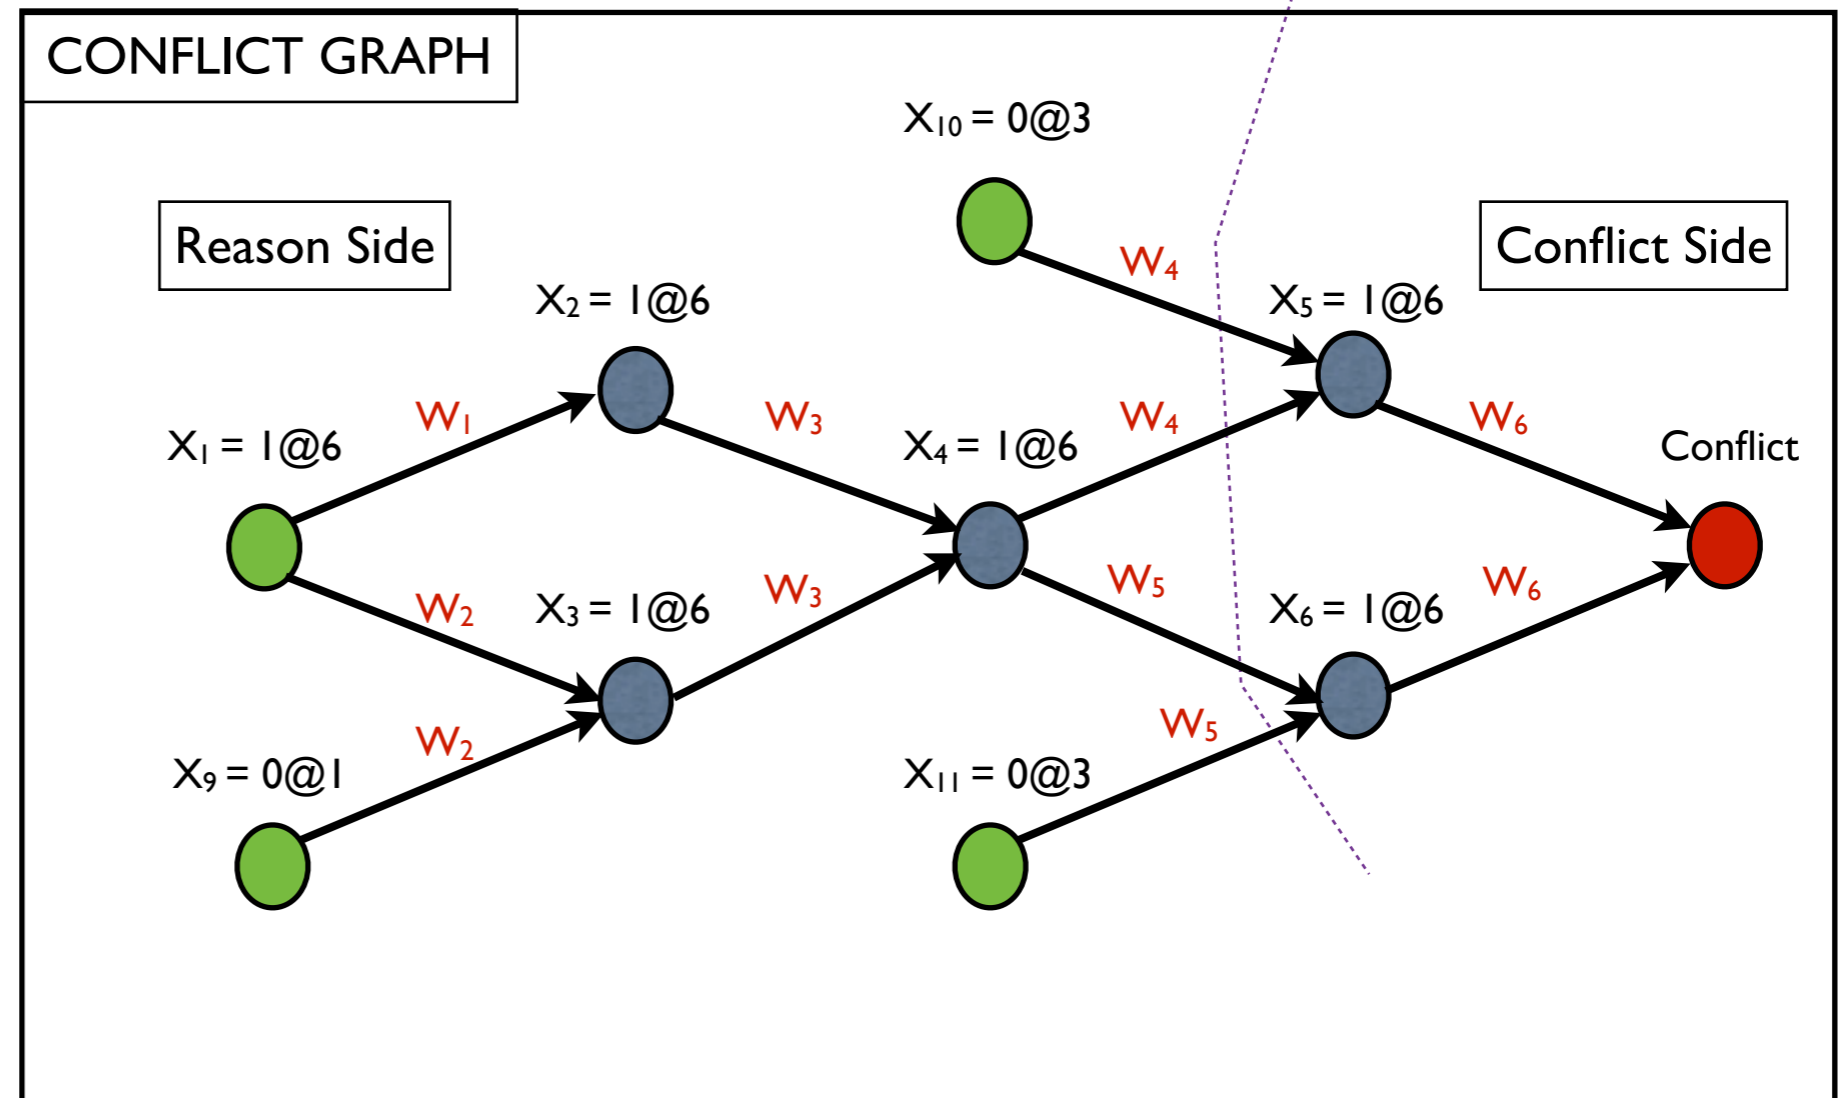 CONFLICT GRAPH
X₁₀ = 0@3
Reason Side
W₄
Conflict Side
X₂ = 1@6
X₅ = 1@6
W₁
W₃
W₄
W₆
X₁ = 1@6
X₄ = 1@6
Conflict
W₂
X₃ = 1@6
W₃
W₅
X₆ = 1@6
W₆
W₂
W₅
X₉ = 0@1
X₁₁ = 0@3